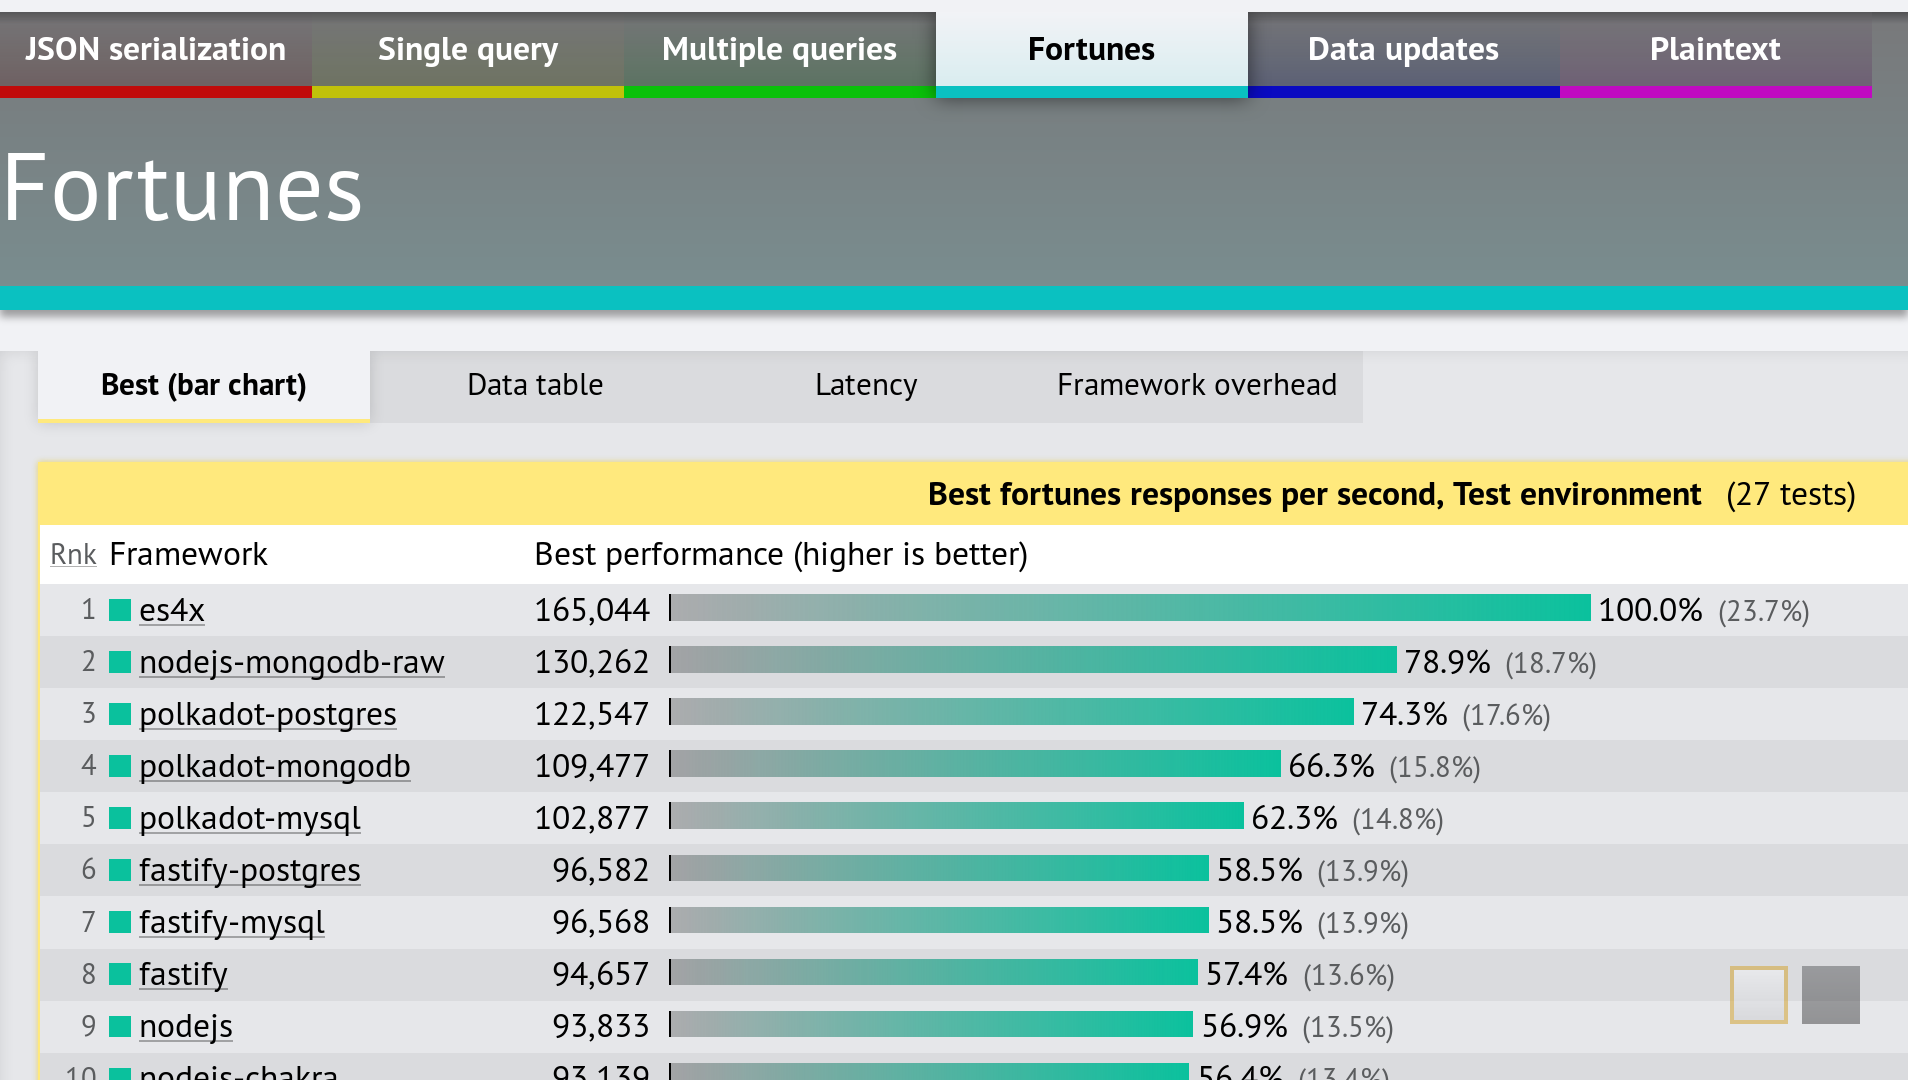 JSON serialization Single query Multiple queries Fortunes Data updates Plaintext
Fortunes
Best (bar chart) Data table Latency Framework overhead
Best fortunes responses per second, Test environment (27 tests)
Rnk Framework Best performance (higher is better)
1 es4x 165,044 100.0% (23.7%)
2 nodejs-mongodb-raw 130,262 78.9% (18.7%)
3 polkadot-postgres 122,547 74.3% (17.6%)
4 polkadot-mongodb 109,477 66.3% (15.8%)
5 polkadot-mysql 102,877 62.3% (14.8%)
6 fastify-postgres 96,582 58.5% (13.9%)
7 fastify-mysql 96,568 58.5% (13.9%)
8 fastify 94,657 57.4% (13.6%)
9 nodejs 93,833 56.9% (13.5%)
10 nodejs-chakra 93,139 56.4% (13.4%)